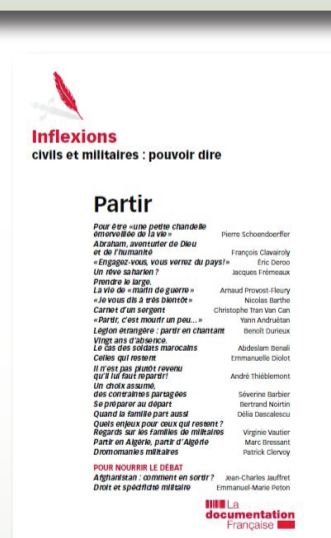 Inflexions
civils et militaires : pouvoir dire
Partir
Pour être «une petite chandelle
émerveillée de la vie» Pierre Schoendoerffer
Abraham, aventurier de Dieu
et de l'humanité François Clavairoly
«Engagez-vous, vous verrez du pays!» Éric Deroo
Un rêve saharien ? Jacques Frémeaux
Prendre le large.
La vie de «marin de guerre» Arnaud Provost-Fleury
«Je vous dis à très bientôt» Nicolas Barthe
Carnet d'un sergent Christophe Tran Van Can
«Partir, c'est mourir un peu...» Yann Andruétan
Légion étrangère : partir en chantant Benoît Durieux
Vingt ans d'absence.
Le cas des soldats marocains Abdeslam Benali
Celles qui restent Emmanuelle Diolot
Il n'est pas plutôt revenu
qu'il lui faut repartir! André Thiéblemont
Un choix assumé,
des contraintes partagées Séverine Barbier
Se préparer au départ Bertrand Noirtin
Quand la famille part aussi Délia Dascalescu
Quels enjeux pour ceux qui restent ?
Regards sur les familles de militaires Virginie Vautier
Partir en Algérie, partir d'Algérie Marc Bressant
Dromomanies militaires Patrick Clervoy
POUR NOURRIR LE DÉBAT
Afghanistan : comment en sortir ? Jean-Charles Jauffret
Droit et spécificité militaire Emmanuel-Marie Peton
La
documentation
Française